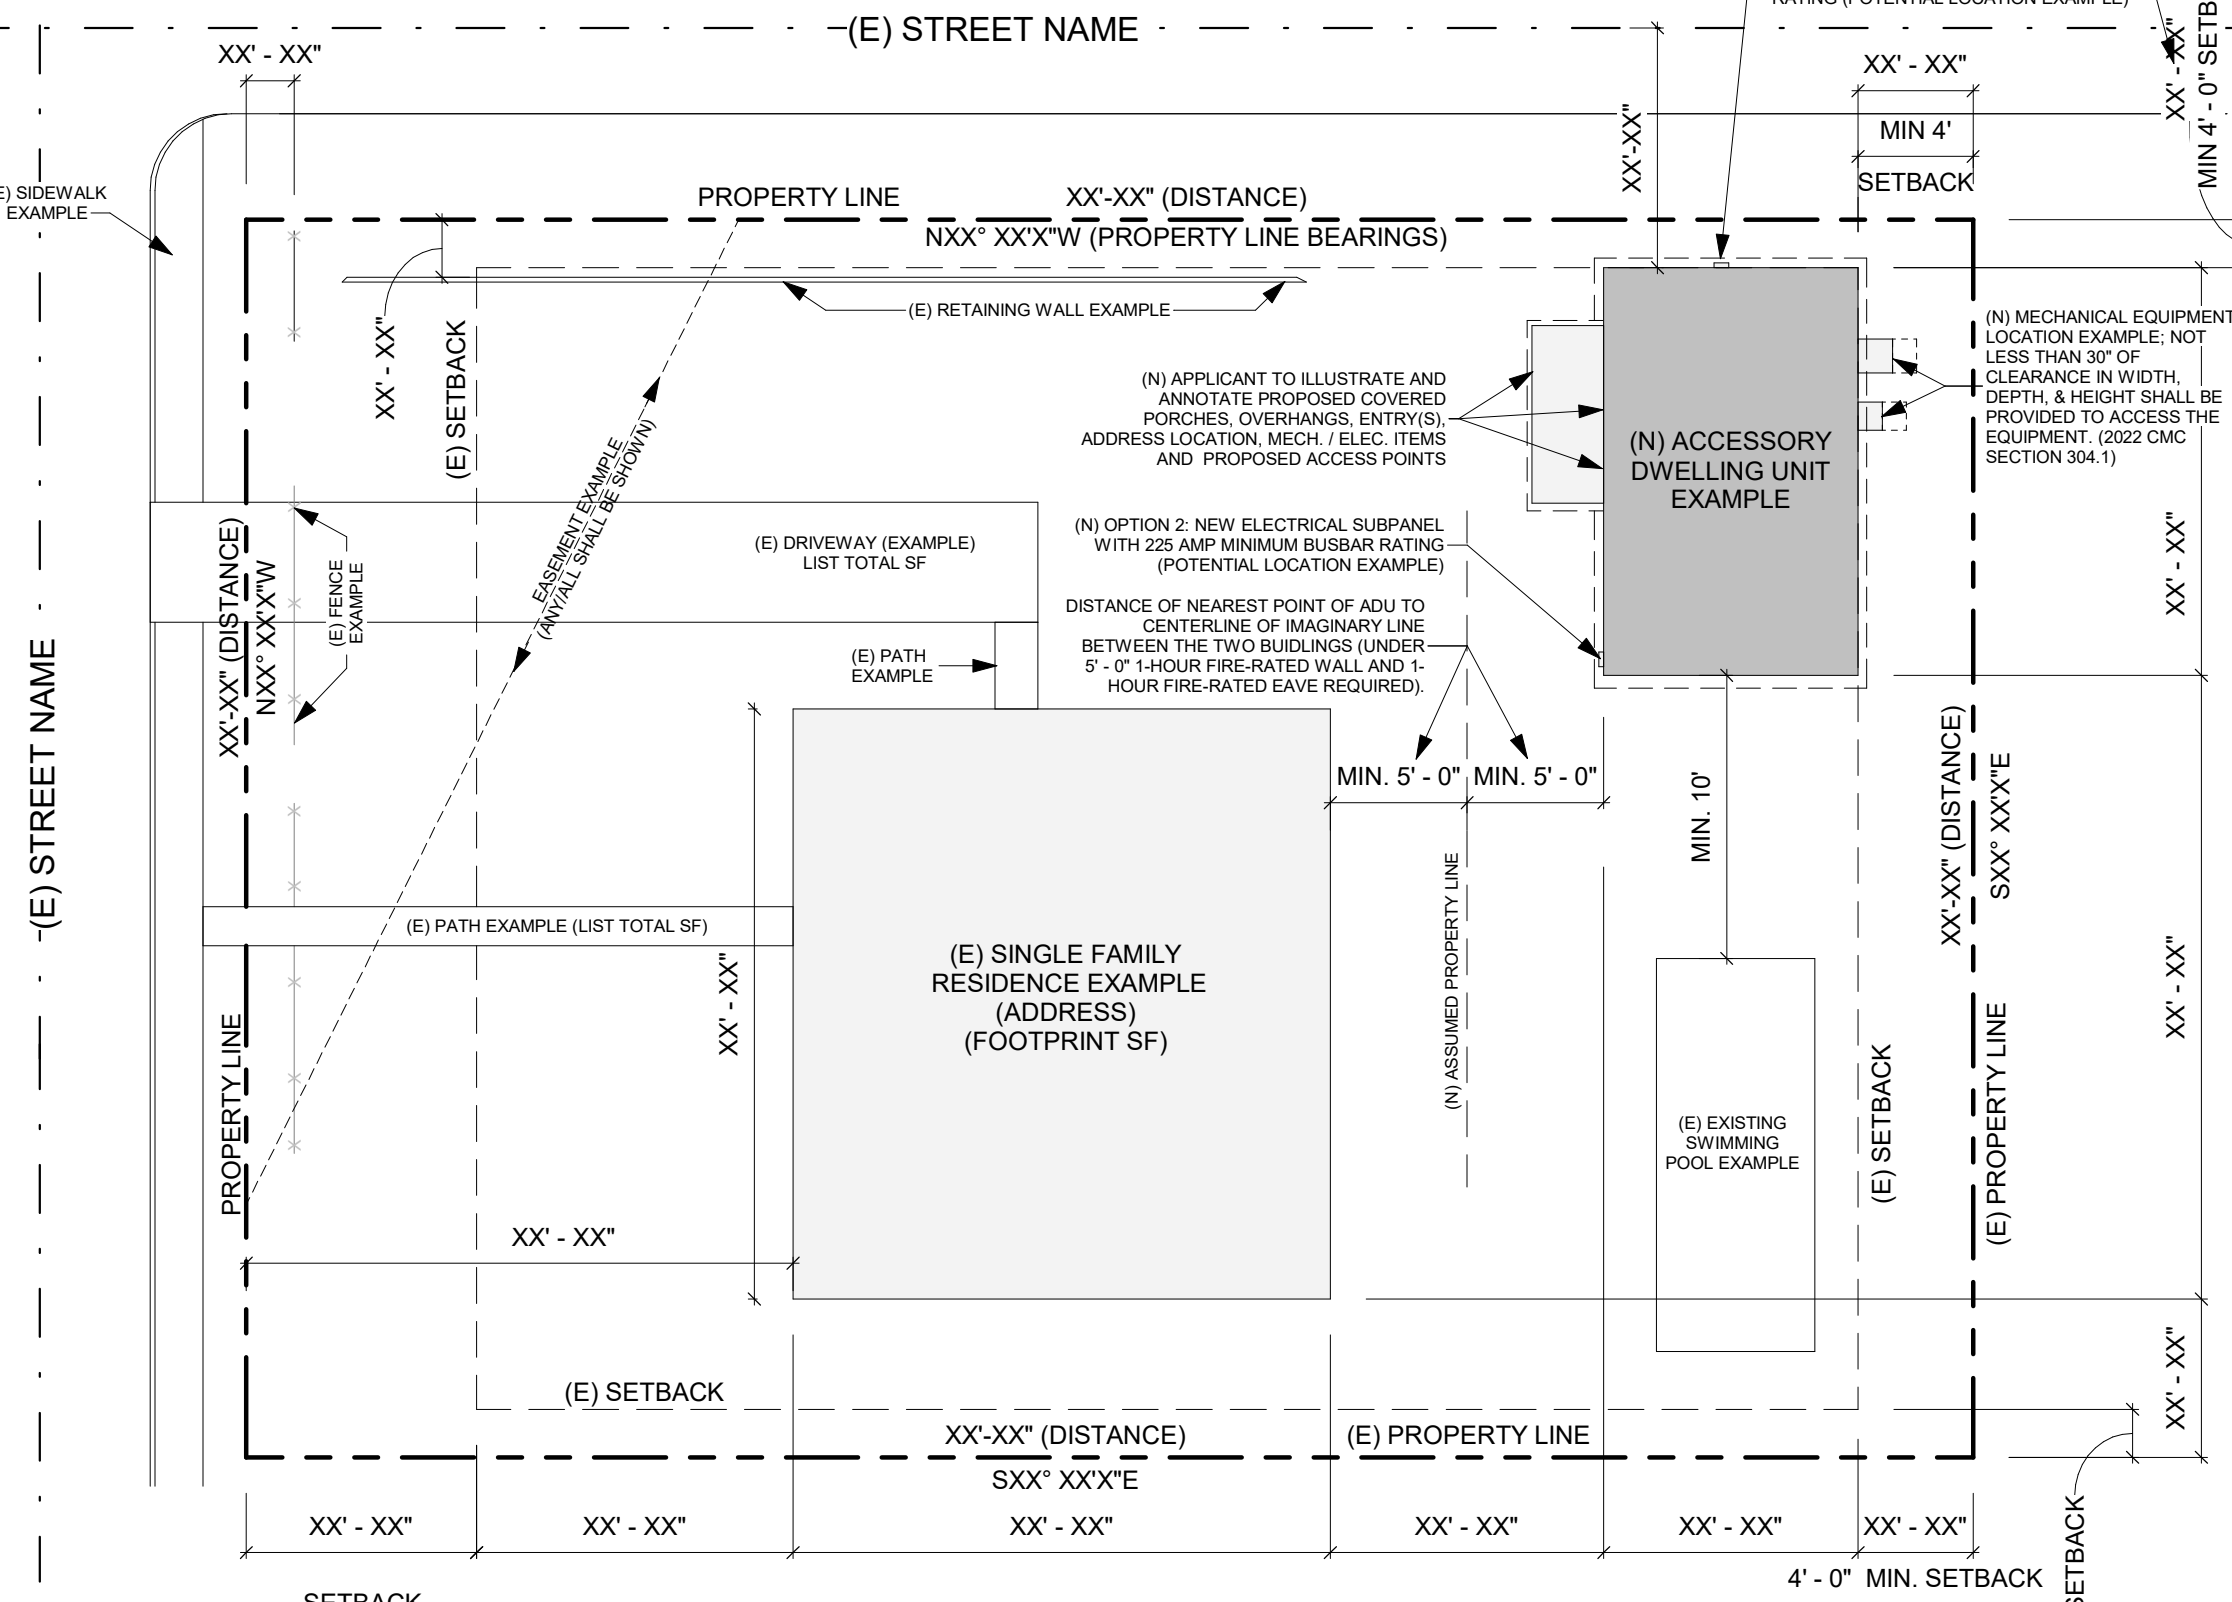 RATING (POTENTIAL LOCATION EXAMPLE)
(E) STREET NAME
XX' - XX"
XX' - XX"
XX' - XX"
MIN 4' - 0" SETB
MIN 4'
SETBACK
XX'-XX"
E) SIDEWALK
EXAMPLE
PROPERTY LINE
XX'-XX" (DISTANCE)
NXX° XX'X"W (PROPERTY LINE BEARINGS)
(E) RETAINING WALL EXAMPLE
XX' - XX"
(E) SETBACK
(N) MECHANICAL EQUIPMENT
LOCATION EXAMPLE; NOT
LESS THAN 30" OF
CLEARANCE IN WIDTH,
DEPTH, & HEIGHT SHALL BE
PROVIDED TO ACCESS THE
EQUIPMENT. (2022 CMC
SECTION 304.1)
(N) APPLICANT TO ILLUSTRATE AND
ANNOTATE PROPOSED COVERED
PORCHES, OVERHANGS, ENTRY(S),
ADDRESS LOCATION, MECH. / ELEC. ITEMS
AND PROPOSED ACCESS POINTS
(N) ACCESSORY
DWELLING UNIT
EXAMPLE
EASEMENT EXAMPLE
(ANY/ALL SHALL BE SHOWN)
(E) DRIVEWAY (EXAMPLE)
LIST TOTAL SF
(N) OPTION 2: NEW ELECTRICAL SUBPANEL
WITH 225 AMP MINIMUM BUSBAR RATING
(POTENTIAL LOCATION EXAMPLE)
XX' - XX"
XX'-XX" (DISTANCE)
NXX° XX'X"W
(E) FENCE
EXAMPLE
DISTANCE OF NEAREST POINT OF ADU TO
CENTERLINE OF IMAGINARY LINE
BETWEEN THE TWO BUIDLINGS (UNDER
5' - 0" 1-HOUR FIRE-RATED WALL AND 1-
HOUR FIRE-RATED EAVE REQUIRED).
(E) PATH
EXAMPLE
(E) STREET NAME
MIN. 5' - 0"
MIN. 5' - 0"
MIN. 10'
XX'-XX" (DISTANCE)
SXX° XX'X"E
(N) ASSUMED PROPERTY LINE
(E) PATH EXAMPLE (LIST TOTAL SF)
XX' - XX"
(E) SINGLE FAMILY
RESIDENCE EXAMPLE
(ADDRESS)
(FOOTPRINT SF)
XX' - XX"
PROPERTY LINE
(E) EXISTING
SWIMMING
POOL EXAMPLE
(E) SETBACK
(E) PROPERTY LINE
XX' - XX"
XX' - XX"
(E) SETBACK
XX'-XX" (DISTANCE)
(E) PROPERTY LINE
SXX° XX'X"E
XX' - XX"
XX' - XX"
XX' - XX"
XX' - XX"
XX' - XX"
XX' - XX"
4' - 0" MIN. SETBACK
SETBACK
SETBACK